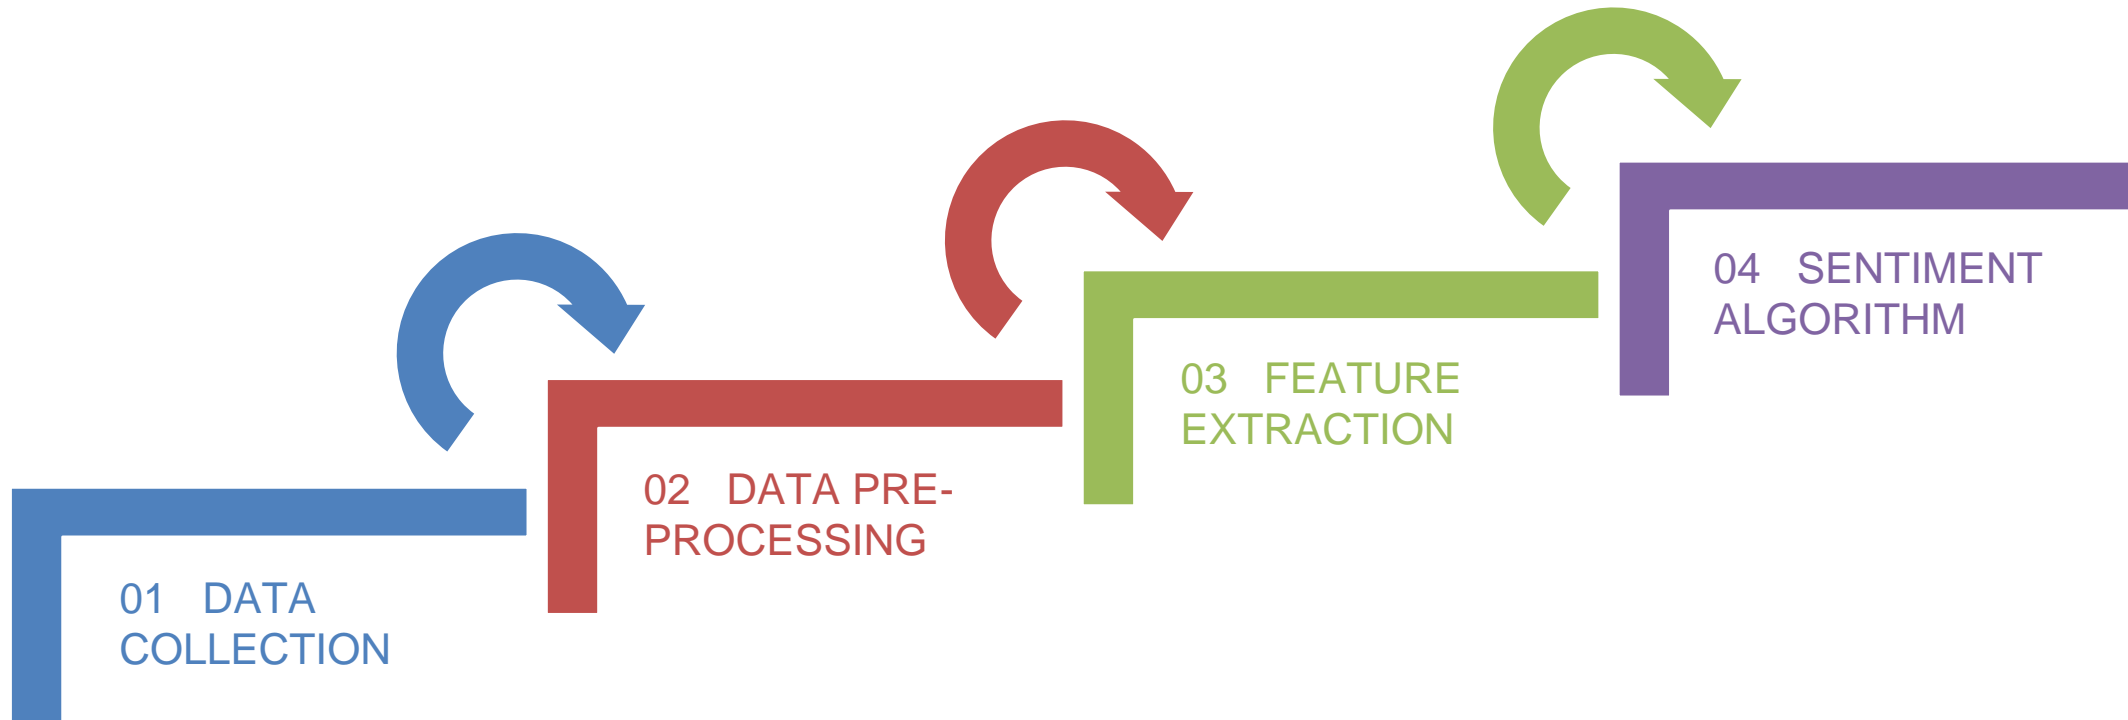 01 DATA
COLLECTION
02 DATA PRE-
PROCESSING
03 FEATURE
EXTRACTION
04 SENTIMENT
ALGORITHM